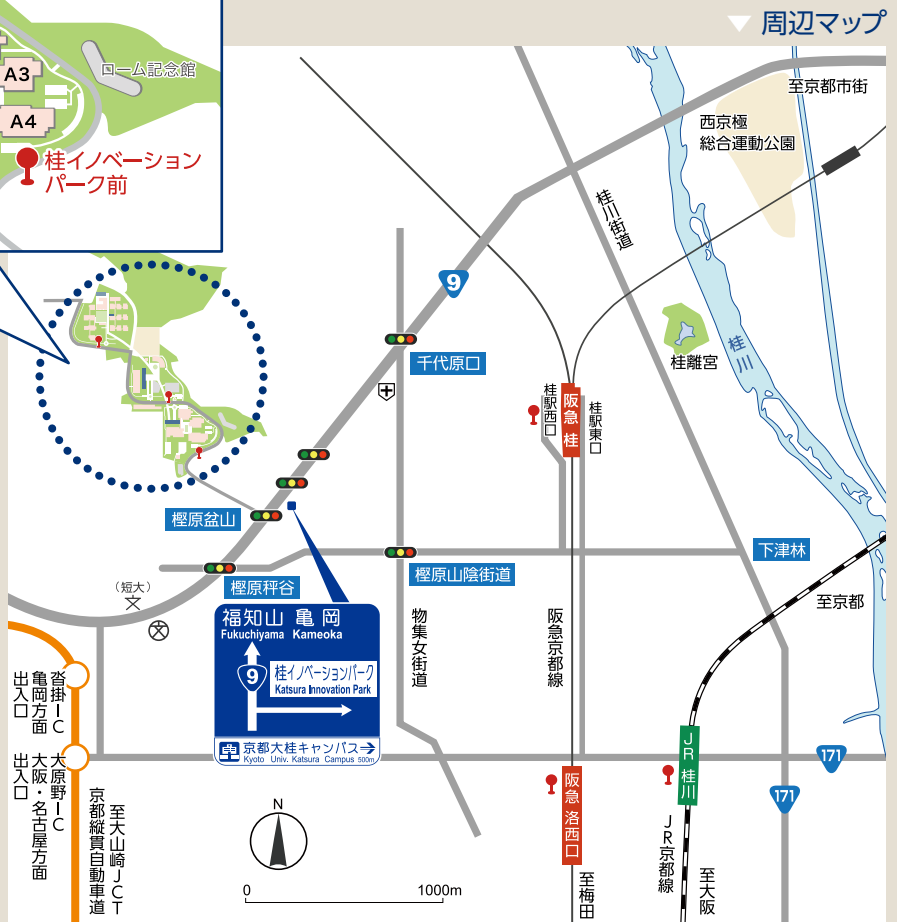 ▼ 周辺マップ
A3
A4
ローム記念館
桂イノベーション
パーク前
至京都市街
西京極
総合運動公園
桂川街道
9
千代原口
桂離宮
桂川
桂駅西口
阪急 桂
桂駅東口
樫原盆山
下津林
樫原秤谷
樫原山陰街道
(短大)
文
文
至京都
物集女街道
阪急京都線
福知山 亀岡
Fukuchiyama Kameoka
9
桂イノベーションパーク
Katsura Innovation Park
京都大桂キャンパス→
Kyoto Univ. Katsura Campus 500m
沓掛IC
亀岡方面
出入口
大原野IC
大阪・名古屋方面
出入口
至大山崎JCT
京都縦貫自動車道
JR 桂川
171
171
阪急 洛西口
JR京都線
至大阪
至梅田
N
0
1000m